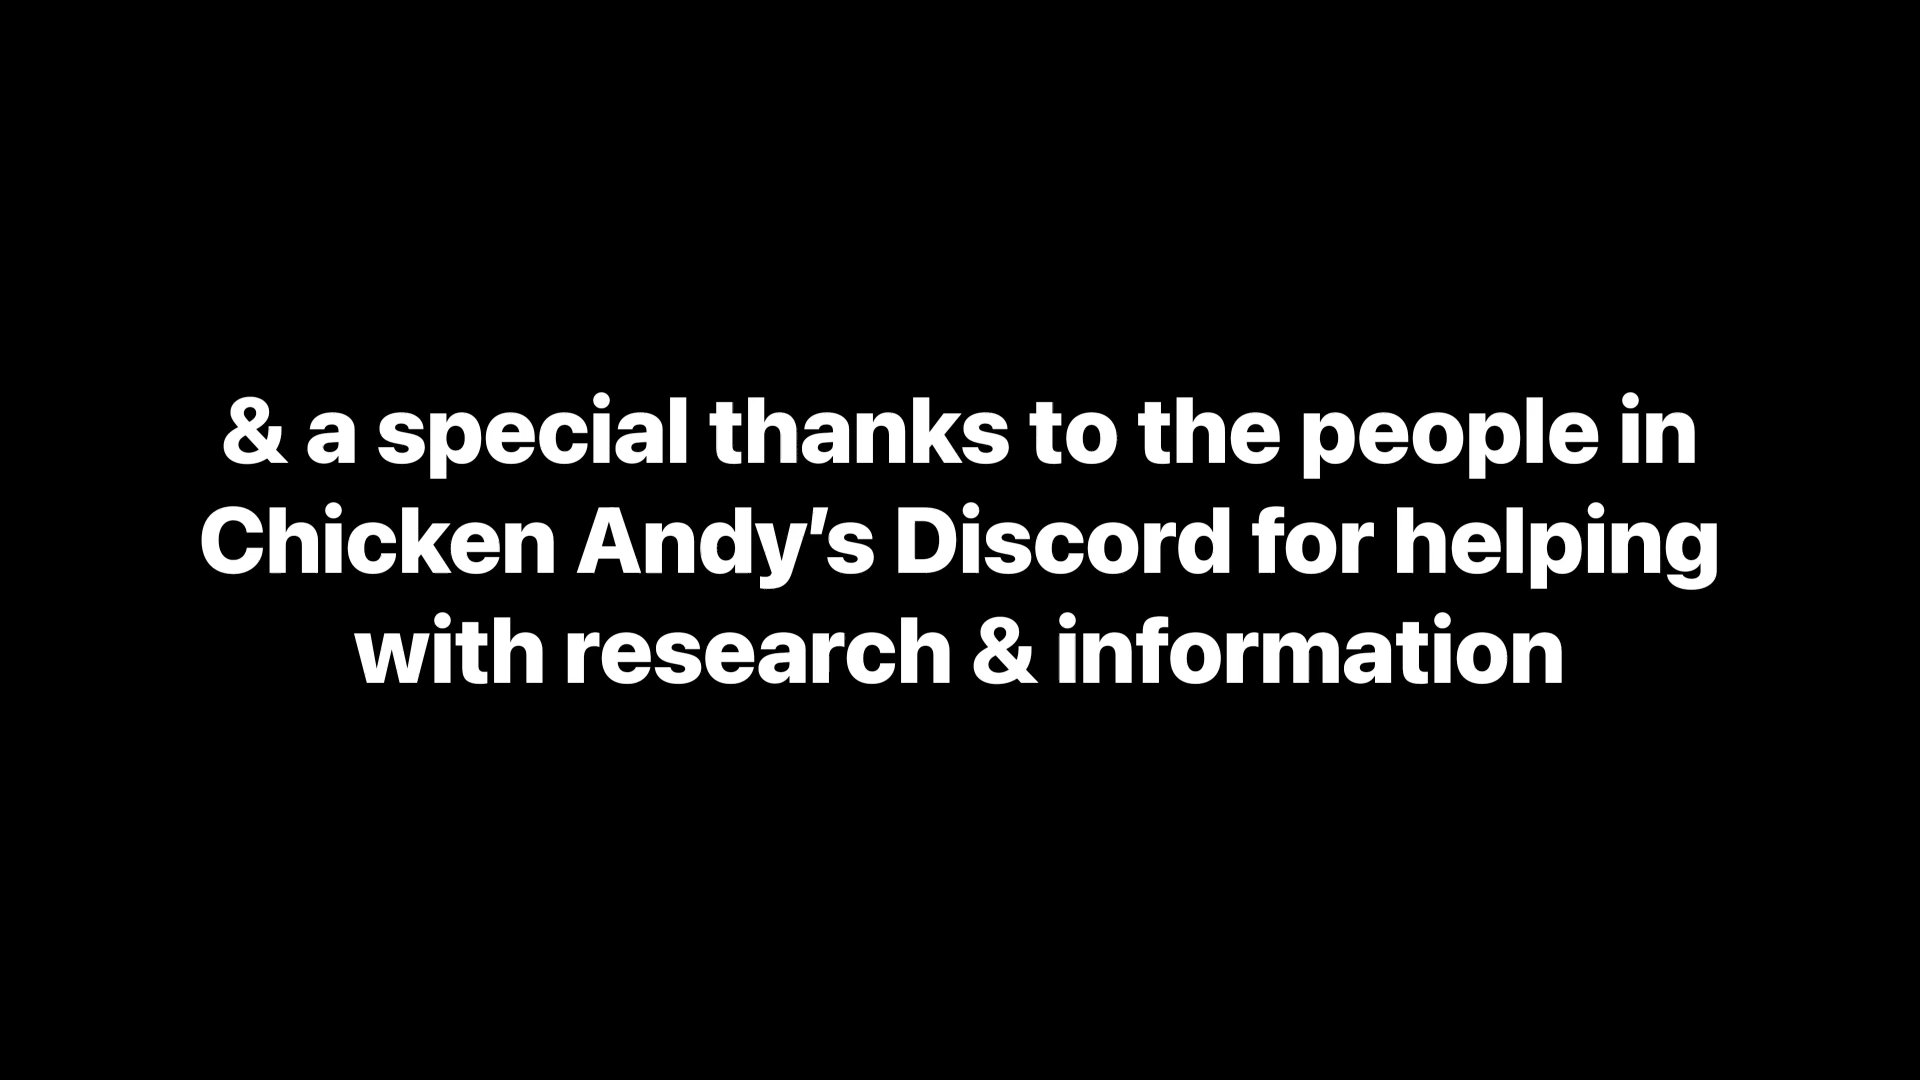 & a special thanks to the people in
Chicken Andy’s Discord for helping
with research & information